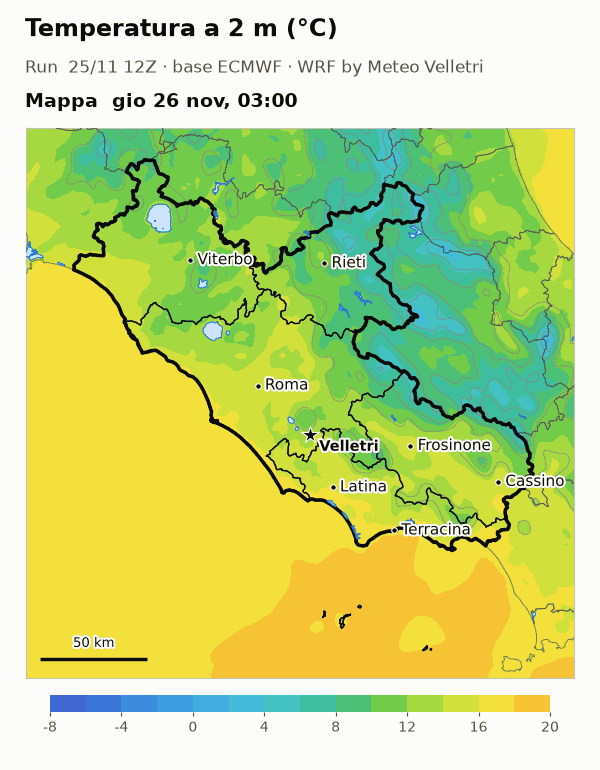 Temperatura a 2 m (°C)
Run  25/11 12Z · base ECMWF · WRF by Meteo Velletri
Mappa  gio 26 nov, 03:00
Viterbo
Rieti
Roma
Velletri
Frosinone
Latina
Cassino
Terracina
50 km
-8 -4 0 4 8 12 16 20